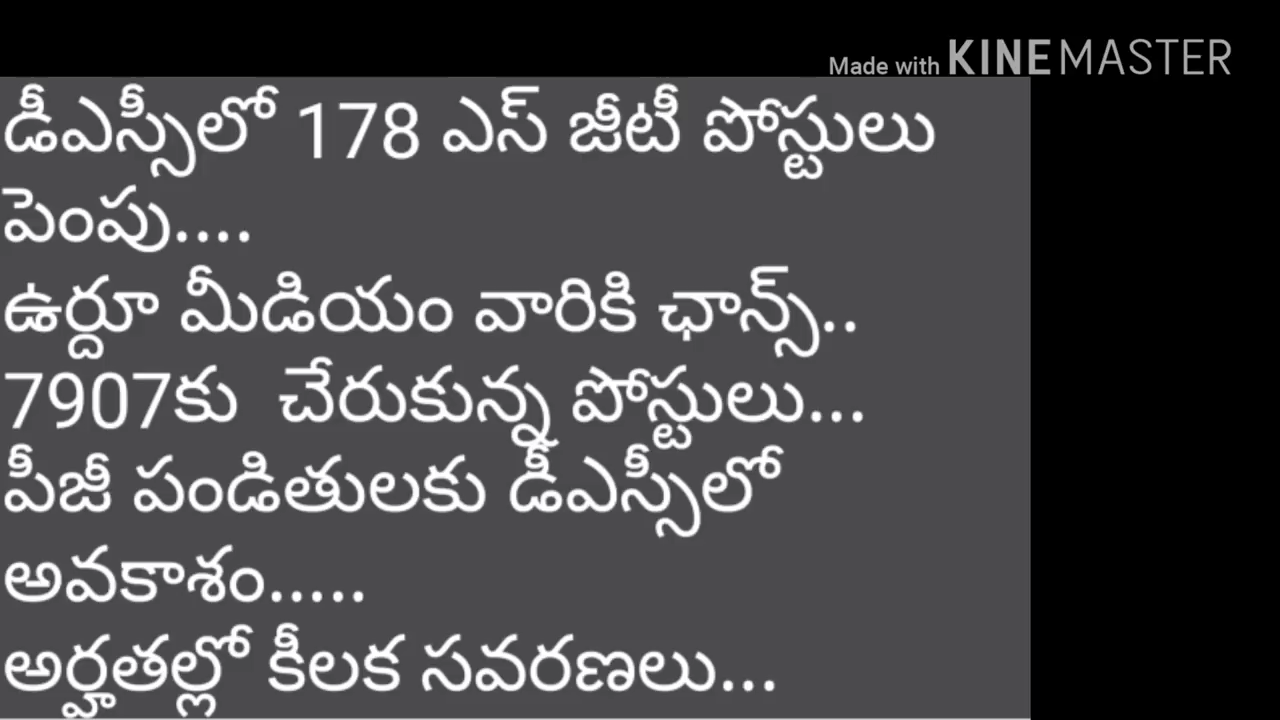 Made with KINEMASTER
డీఎస్సీలో 178 ఎస్ జీటీ పోస్టులు
పెంపు....
ఉర్దూ మీడియం వారికి ఛాన్స్..
7907కు చేరుకున్న పోస్టులు...
పీజీ పండితులకు డీఎస్సీలో
అవకాశం.....
అర్హతల్లో కీలక సవరణలు...